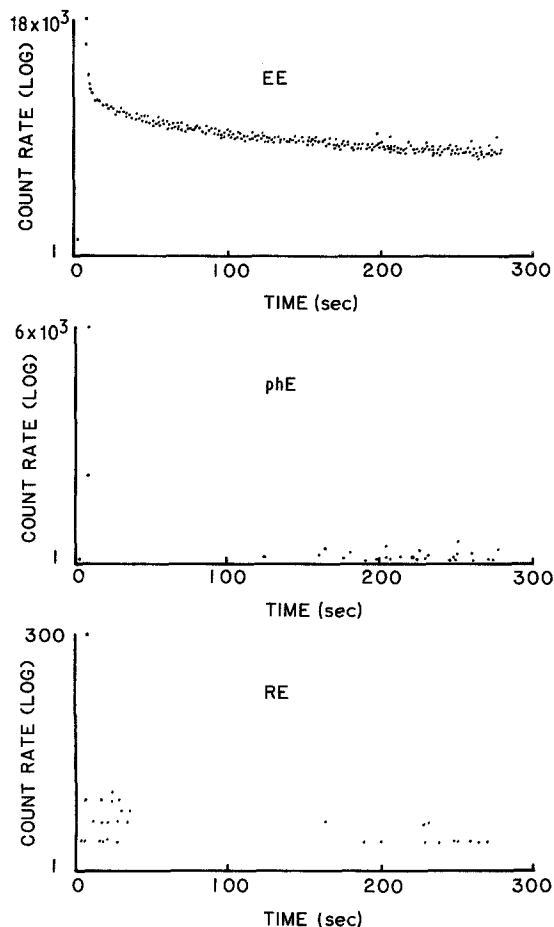 18x10³
EE
COUNT RATE (LOG)
1
0 100 200 300
TIME (sec)
6x10³
phE
COUNT RATE (LOG)
1
0 100 200 300
TIME (sec)
300
RE
COUNT RATE (LOG)
1
0 100 200 300
TIME (sec)